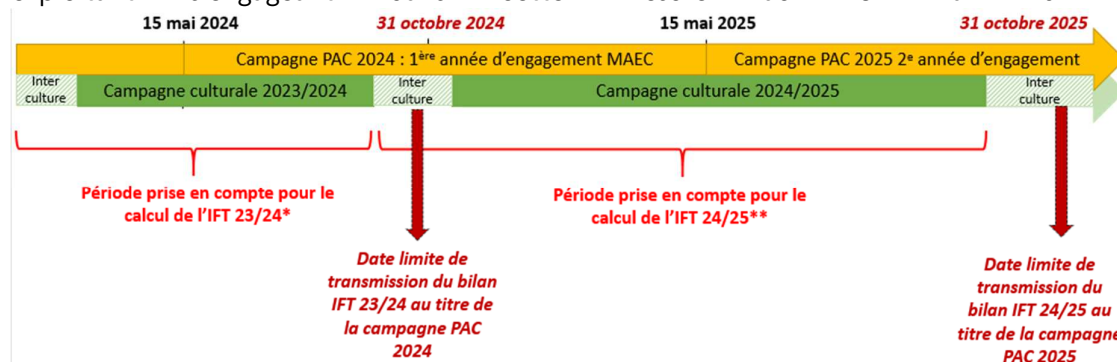 15 mai 2024
31 octobre 2024
15 mai 2025
31 octobre 2025
Campagne PAC 2024 : 1ère année d'engagement MAEC
Campagne PAC 2025 2e année d'engagement
Inter
culture
Campagne culturale 2023/2024
Inter
culture
Campagne culturale 2024/2025
Inter
culture
Période prise en compte pour le
calcul de l'IFT 23/24*
Période prise en compte pour le
calcul de l'IFT 24/25**
Date limite de
transmission du bilan
IFT 23/24 au titre de
la campagne PAC
2024
Date limite de
transmission du
bilan IFT 24/25 au
titre de la campagne
PAC 2025